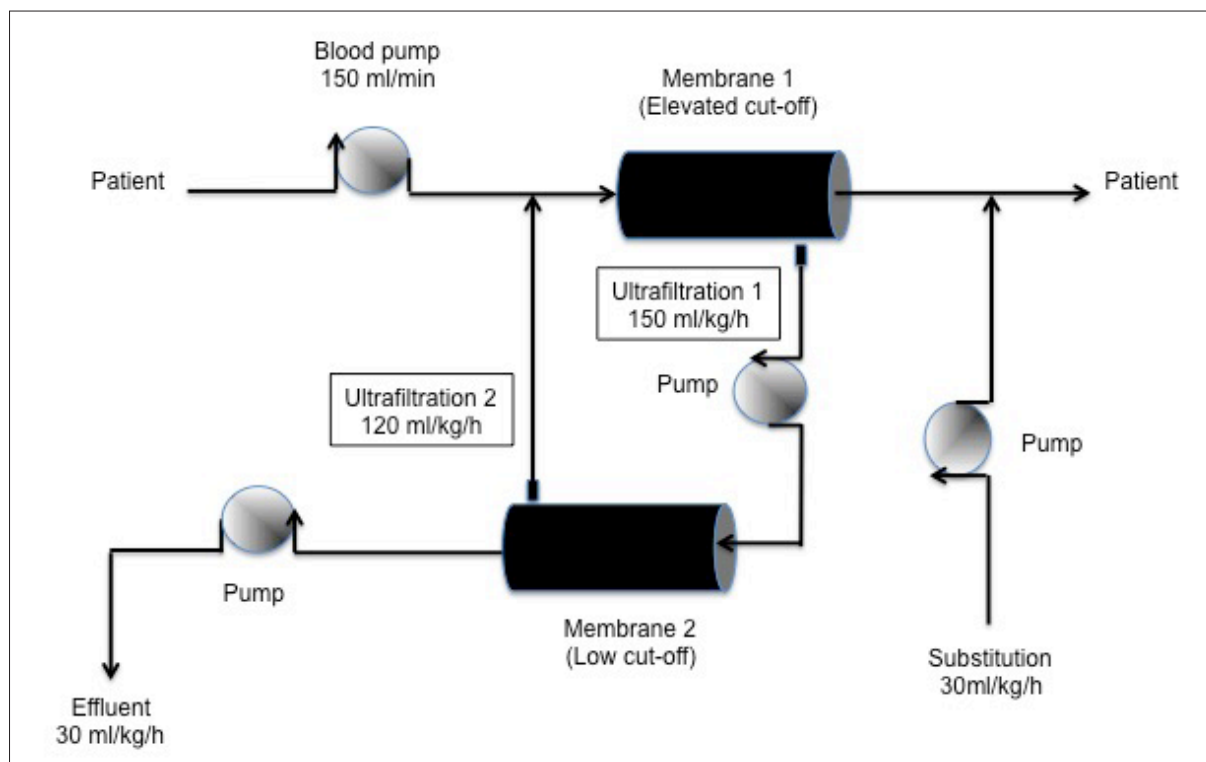 Blood pump
150 ml/min
Membrane 1
(Elevated cut-off)
Patient
Patient
Ultrafiltration 1
150 ml/kg/h
Pump
Ultrafiltration 2
120 ml/kg/h
Pump
Pump
Membrane 2
(Low cut-off)
Substitution
30ml/kg/h
Effluent
30 ml/kg/h